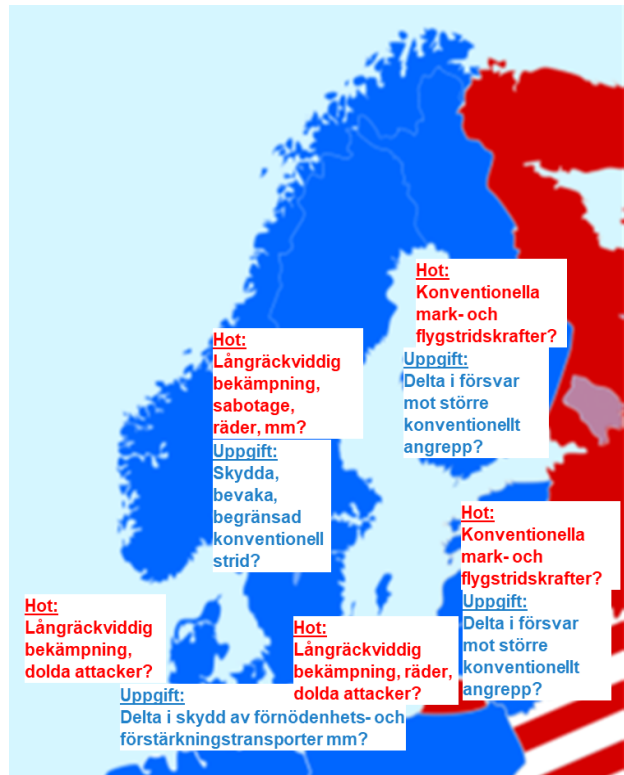 Hot:
Konventionella
mark- och
flygstridskrafter?
Uppgift:
Delta i försvar
mot större
konventionellt
angrepp?
Hot:
Långräckviddig
bekämpning,
sabotage,
räder, mm?
Uppgift:
Skydda,
bevaka,
begränsad
konventionell
strid?
Hot:
Konventionella
mark- och
flygstridskrafter?
Uppgift:
Delta i försvar
mot större
konventionellt
angrepp?
Hot:
Långräckviddig
bekämpning,
dolda attacker?
Hot:
Långräckviddig
bekämpning, räder,
dolda attacker?
Uppgift:
Delta i skydd av förnödenhets- och
förstärkningstransporter mm?